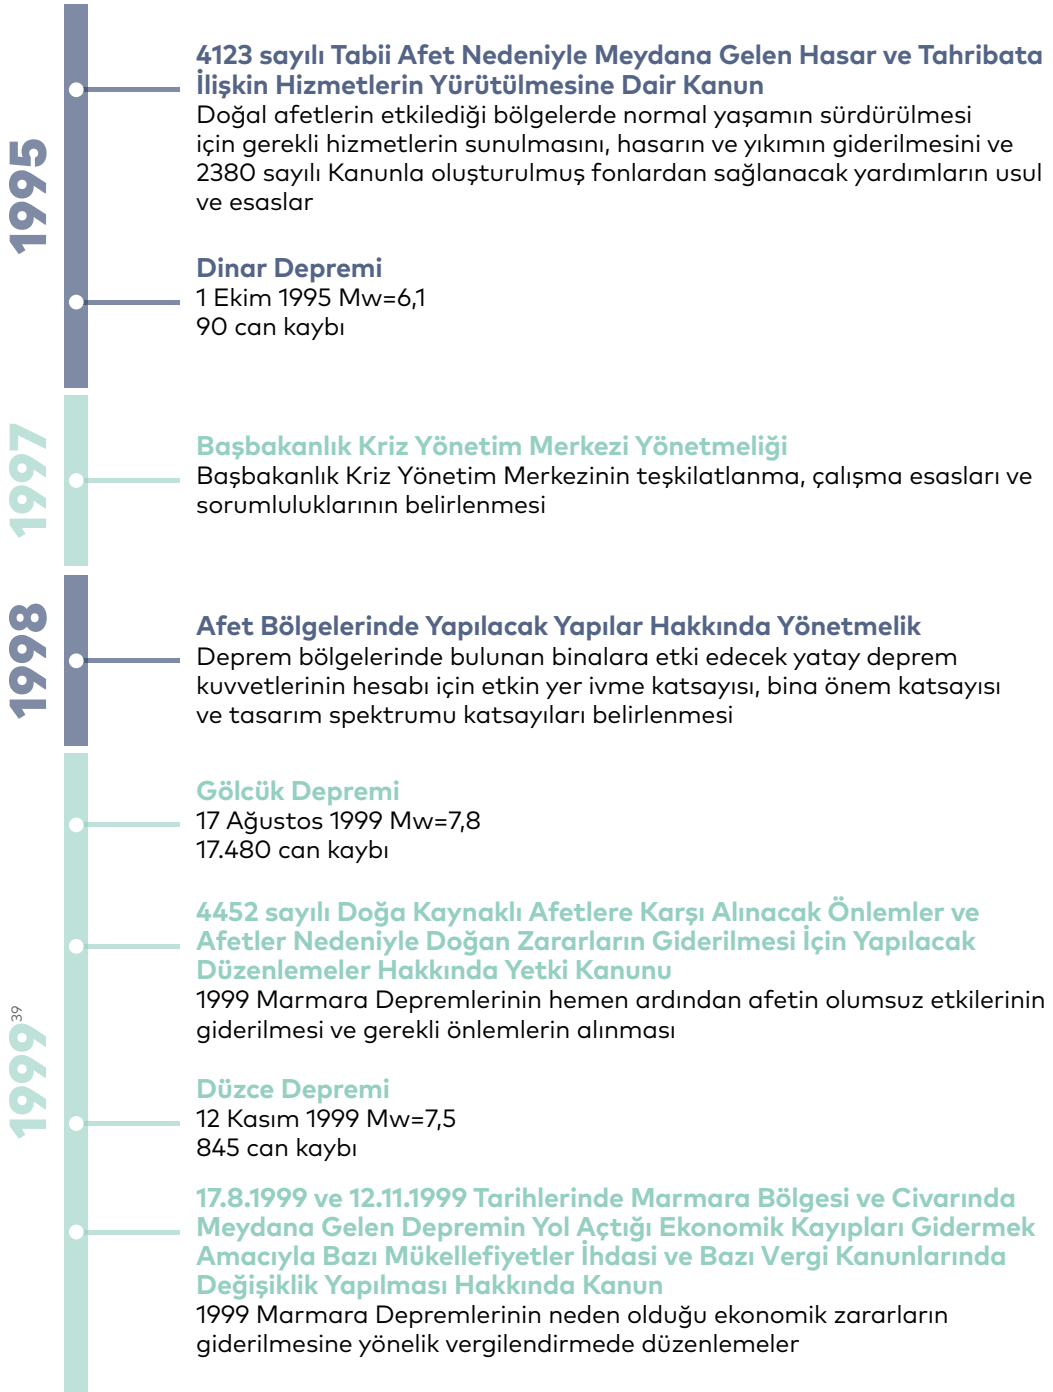 1995
4123 sayılı Tabii Afet Nedeniyle Meydana Gelen Hasar ve Tahribata
İlişkin Hizmetlerin Yürütülmesine Dair Kanun
Doğal afetlerin etkilediği bölgelerde normal yaşamın sürdürülmesi
için gerekli hizmetlerin sunulmasını, hasarın ve yıkımın giderilmesini ve
2380 sayılı Kanunla oluşturulmuş fonlardan sağlanacak yardımların usul
ve esaslar
Dinar Depremi
1 Ekim 1995 Mw=6,1
90 can kaybı
1997
Başbakanlık Kriz Yönetim Merkezi Yönetmeliği
Başbakanlık Kriz Yönetim Merkezinin teşkilatlanma, çalışma esasları ve
sorumluluklarının belirlenmesi
1998
Afet Bölgelerinde Yapılacak Yapılar Hakkında Yönetmelik
Deprem bölgelerinde bulunan binalara etki edecek yatay deprem
kuvvetlerinin hesabı için etkin yer ivme katsayısı, bina önem katsayısı
ve tasarım spektrumu katsayıları belirlenmesi
1999³⁹
Gölcük Depremi
17 Ağustos 1999 Mw=7,8
17.480 can kaybı
4452 sayılı Doğa Kaynaklı Afetlere Karşı Alınacak Önlemler ve
Afetler Nedeniyle Doğan Zararların Giderilmesi İçin Yapılacak
Düzenlemeler Hakkında Yetki Kanunu
1999 Marmara Depremlerinin hemen ardından afetin olumsuz etkilerinin
giderilmesi ve gerekli önlemlerin alınması
Düzce Depremi
12 Kasım 1999 Mw=7,5
845 can kaybı
17.8.1999 ve 12.11.1999 Tarihlerinde Marmara Bölgesi ve Civarında
Meydana Gelen Depremin Yol Açtığı Ekonomik Kayıpları Gidermek
Amacıyla Bazı Mükellefiyetler İhdasi ve Bazı Vergi Kanunlarında
Değişiklik Yapılması Hakkında Kanun
1999 Marmara Depremlerinin neden olduğu ekonomik zararların
giderilmesine yönelik vergilendirmede düzenlemeler